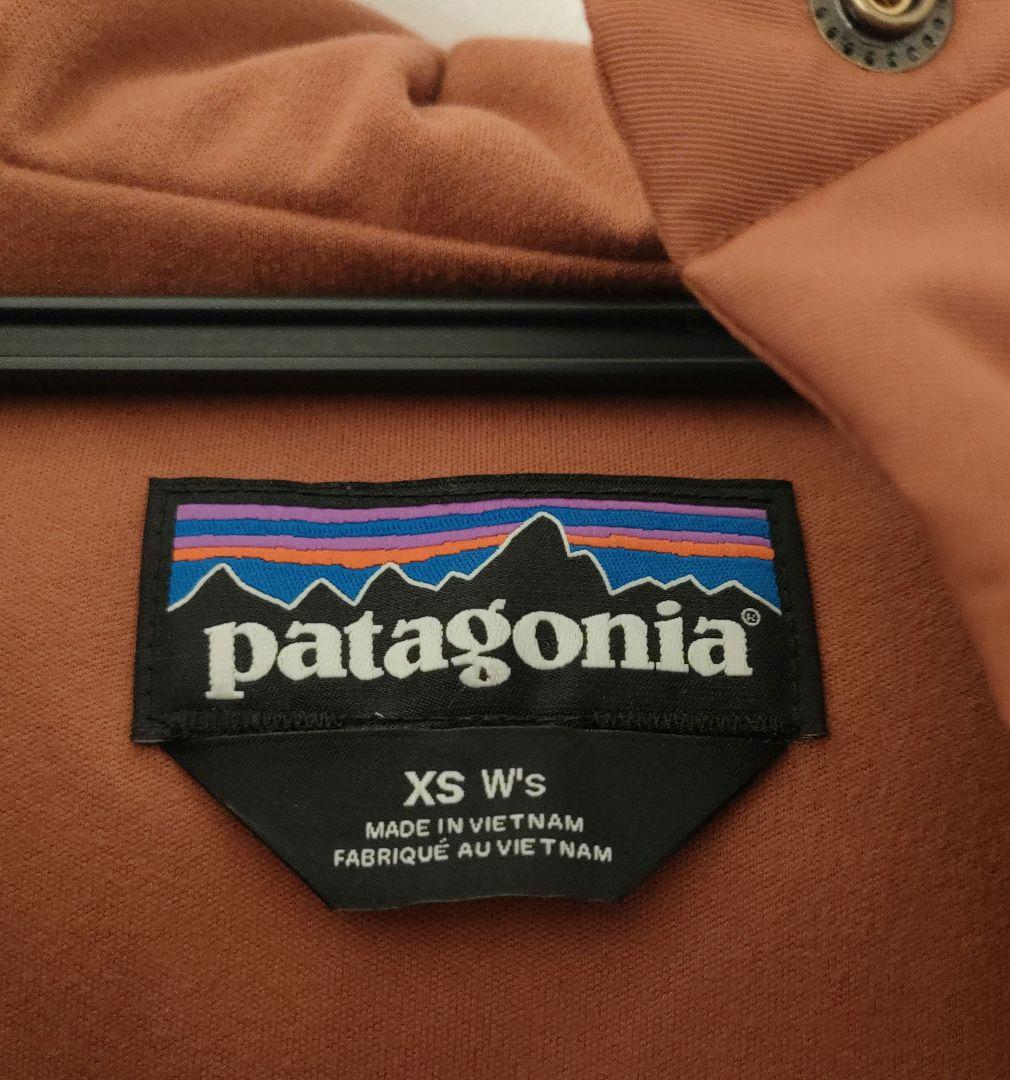 patagonia®
XS W's
MADE IN VIETNAM
FABRIQUÉ AU VIETNAM